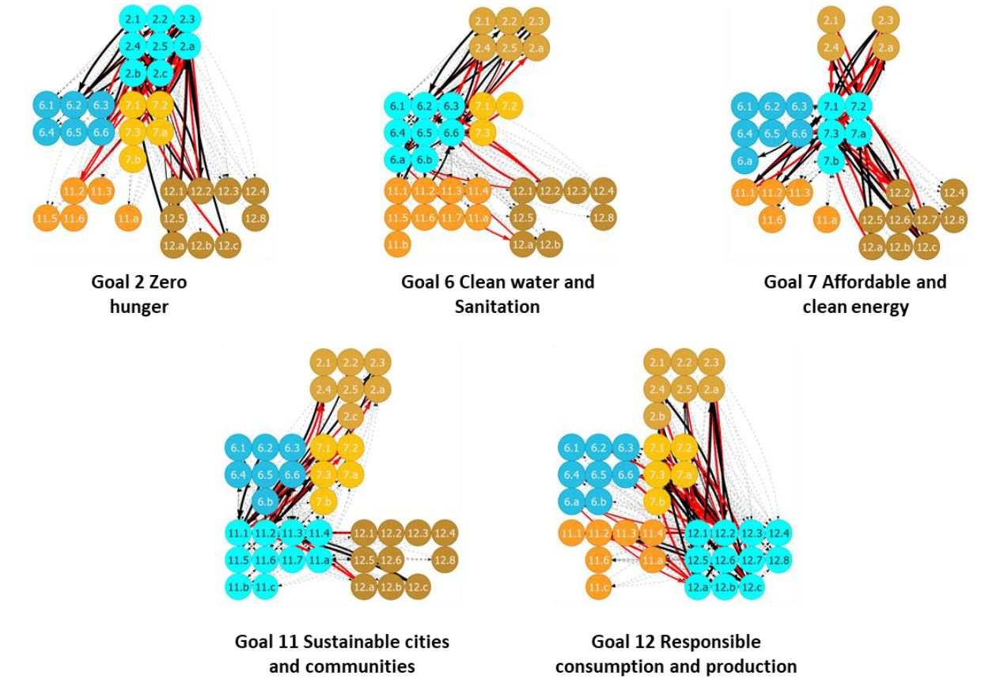 2.1 2.2 2.3
2.4 2.5 2.a
2.b 2.c
6.1 6.2 6.3 7.1 7.2
6.4 6.5 6.6 7.3 7.a
7.b
11.2 11.3 12.1 12.2 12.3 12.4
11.5 11.6 11.a 12.5 12.8
12.a 12.b 12.c
Goal 2 Zero
hunger
2.1 2.2 2.3
2.4 2.5 2.a
6.1 6.2 6.3 7.1 7.2
6.4 6.5 6.6 7.3
6.a 6.b
11.1 11.2 11.3 11.4 12.1 12.2 12.3 12.4
11.5 11.6 11.7 11.a 12.5 12.8
11.b 12.a 12.b
Goal 6 Clean water and
Sanitation
2.1 2.3
2.4 2.a
6.1 6.2 6.3 7.1 7.2
6.4 6.5 6.6 7.3 7.a
6.a 7.b
11.1 11.2 11.3 12.2 12.4
11.6 11.a 12.5 12.6 12.7 12.8
12.a 12.b 12.c
Goal 7 Affordable and
clean energy
2.1 2.2 2.3
2.4 2.5 2.a
2.c
6.1 6.2 6.3 7.1 7.2
6.4 6.5 6.6 7.3 7.a
6.b 7.b
11.1 11.2 11.3 11.4 12.1 12.2 12.3 12.4
11.5 11.6 11.7 11.a 12.5 12.6 12.8
11.b 11.c 12.a 12.b 12.c
Goal 11 Sustainable cities
and communities
2.1 2.2 2.3
2.4 2.5 2.a
2.b
6.1 6.2 6.3 7.1 7.2
6.4 6.5 6.6 7.3 7.a
6.a 6.b 7.b
11.1 11.2 11.3 11.4 12.1 12.2 12.3 12.4
11.6 11.a 12.5 12.6 12.7 12.8
11.c 12.a 12.b 12.c
Goal 12 Responsible
consumption and production